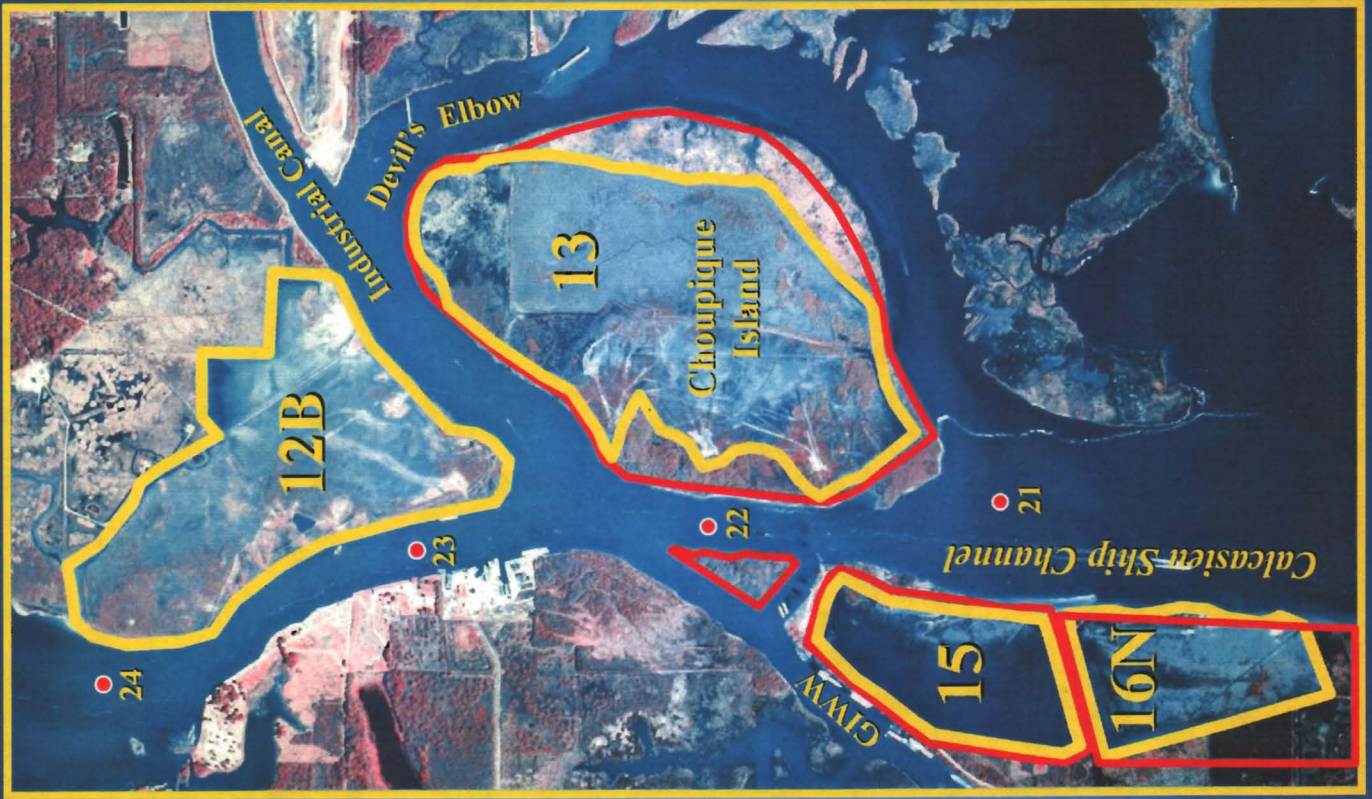 Industrial Canal
Devil's Elbow
12B
13
Choupique
Island
24
23
22
21
Calcasieu Ship Channel
GIWW
15
16N